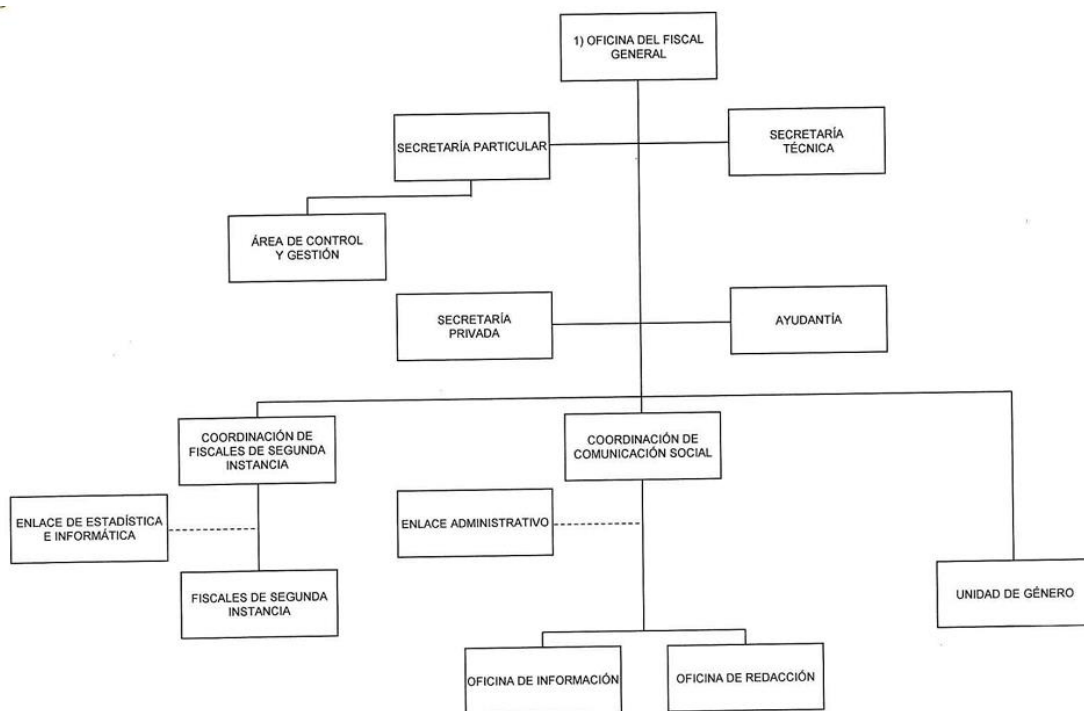 1) OFICINA DEL FISCAL
GENERAL
SECRETARÍA PARTICULAR
SECRETARÍA
TÉCNICA
ÁREA DE CONTROL
Y GESTIÓN
SECRETARÍA
PRIVADA
AYUDANTÍA
COORDINACIÓN DE
FISCALES DE SEGUNDA
INSTANCIA
COORDINACIÓN DE
COMUNICACIÓN SOCIAL
ENLACE DE ESTADÍSTICA
E INFORMÁTICA
ENLACE ADMINISTRATIVO
FISCALES DE SEGUNDA
INSTANCIA
UNIDAD DE GÉNERO
OFICINA DE INFORMACIÓN
OFICINA DE REDACCIÓN